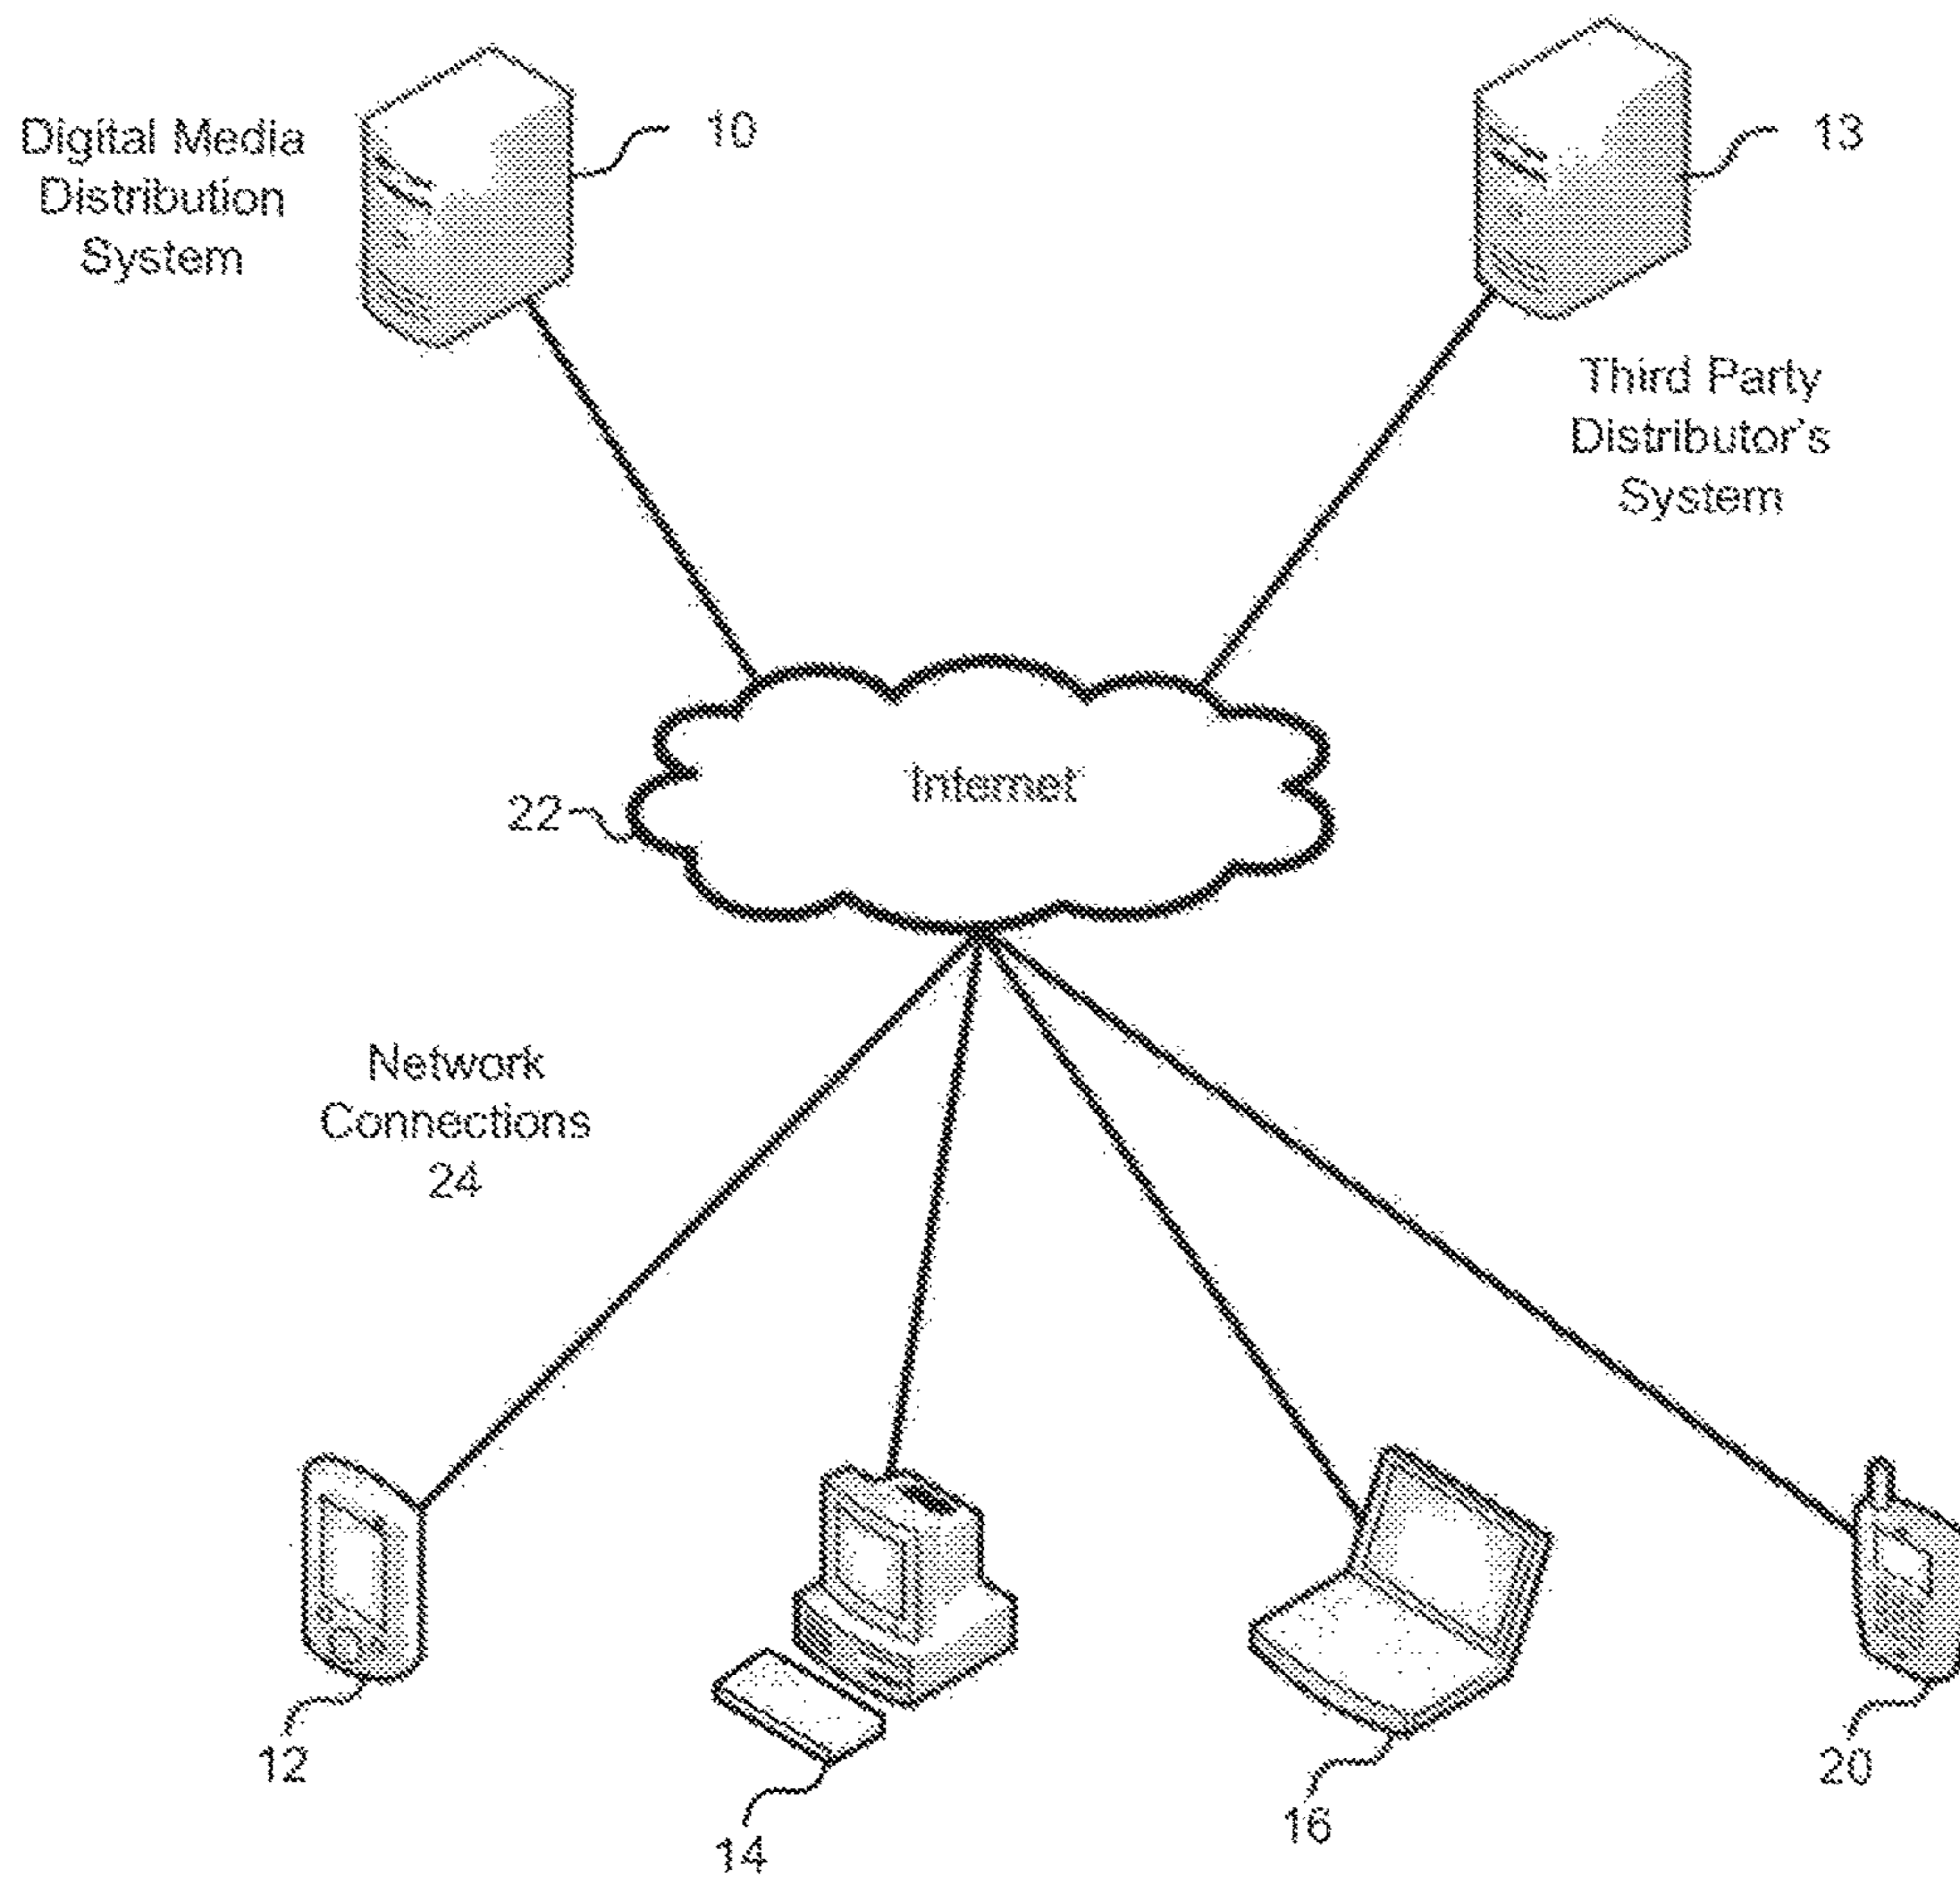 Digital Media
Distribution
System
10
13
Third Party
Distributor's
System
Internet
22
Network
Connections
24
12
14
16
20